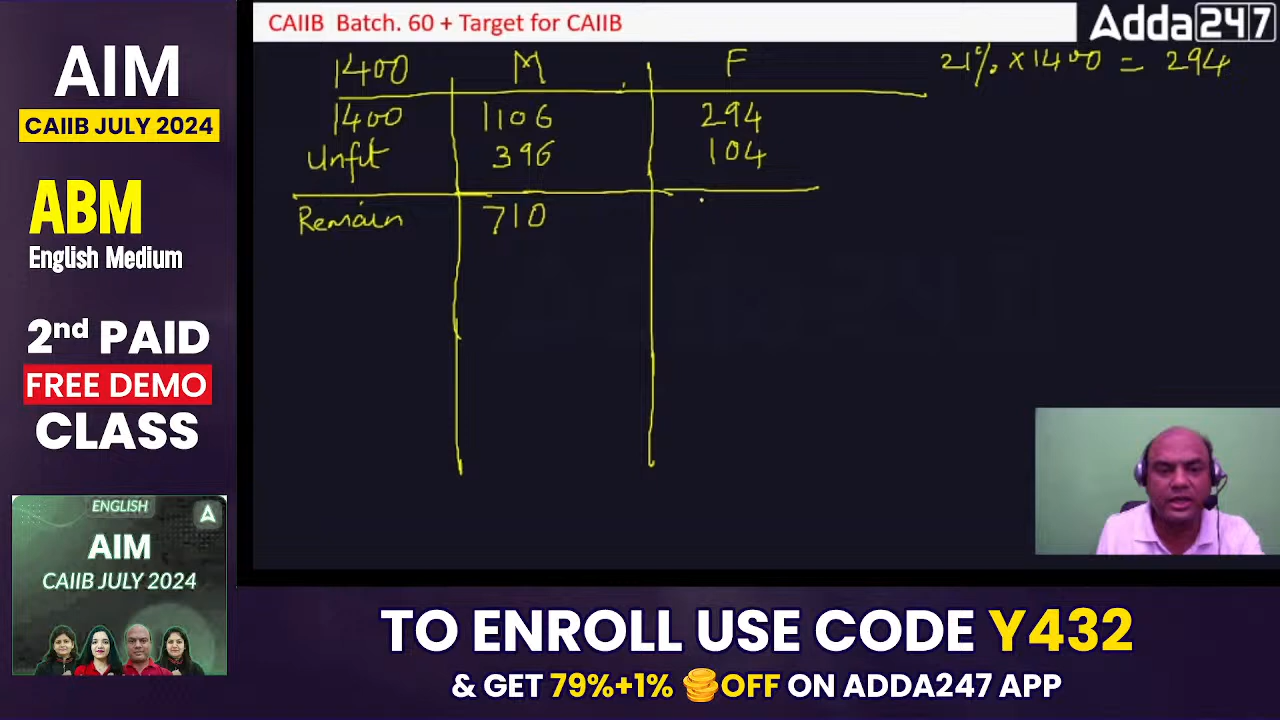 AIM
CAIIB JULY 2024
ABM
English Medium
2nd PAID
FREE DEMO
CLASS
ENGLISH
AIM
CAIIB JULY 2024
CAIIB Batch. 60 + Target for CAIIB
Adda247
1400 M F
1400 1106 294
Unfit 396 104
Remain 710
21% x 1400 = 294
TO ENROLL USE CODE Y432
& GET 79%+1% OFF ON ADDA247 APP